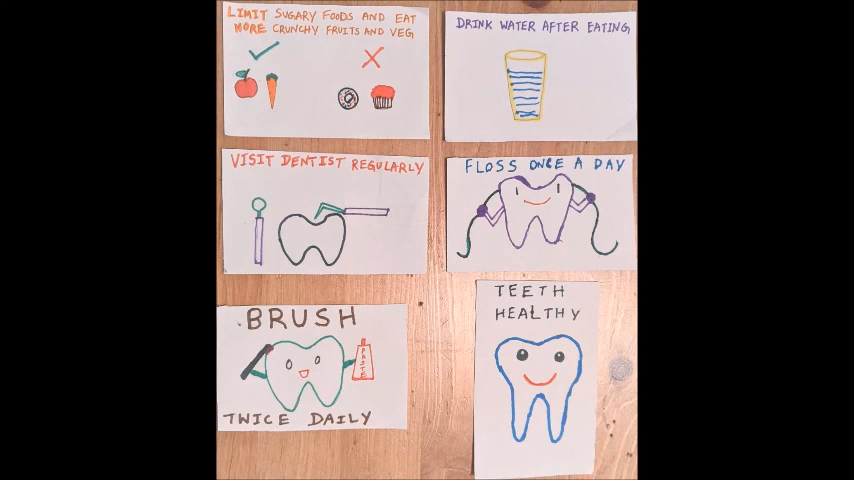 LIMIT SUGARY FOODS AND EAT
MORE CRUNCHY FRUITS AND VEG
DRINK WATER AFTER EATING
VISIT DENTIST REGULARLY
FLOSS ONCE A DAY
BRUSH
PASTE
TWICE DAILY
TEETH
HEALTHY